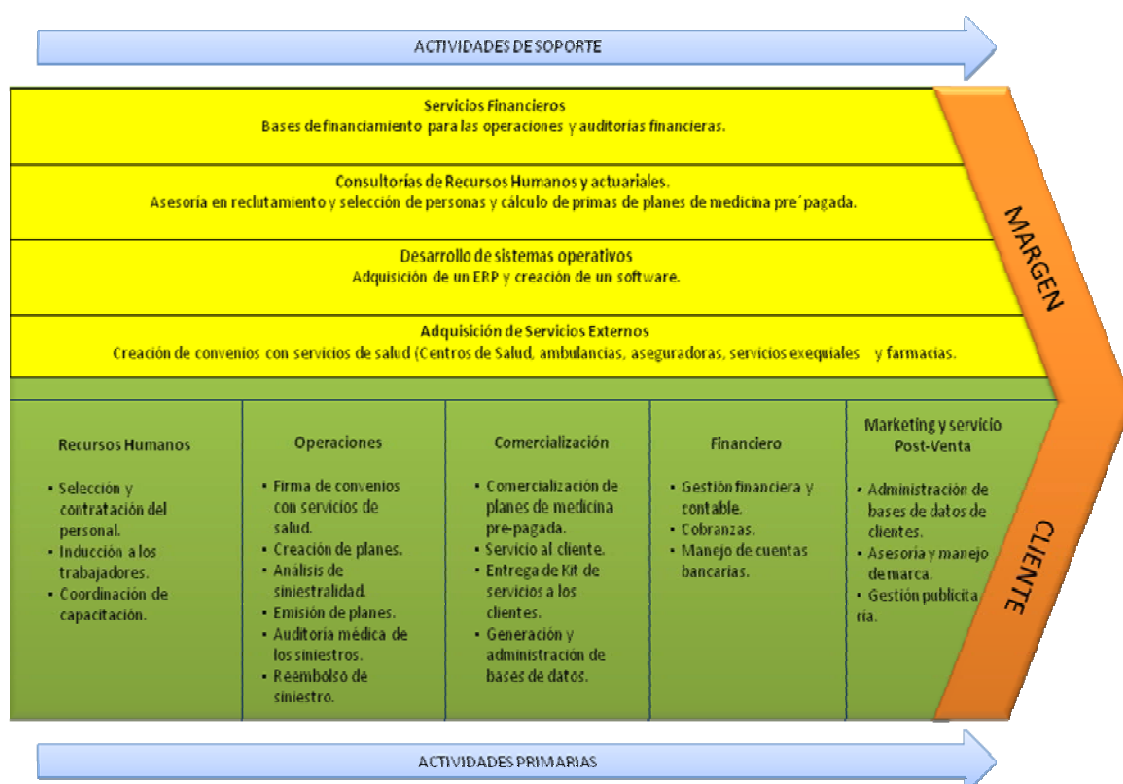 ACTIVIDADES DE SOPORTE
Servicios Financieros
Bases de financiamiento para las operaciones y auditorías financieras.
Consultorías de Recursos Humanos y actuariales.
Asesoría en reclutamiento y selección de personas y cálculo de primas de planes de medicina pre´pagada.
Desarrollo de sistemas operativos
Adquisición de un ERP y creación de un software.
Adquisición de Servicios Externos
Creación de convenios con servicios de salud (Centros de Salud, ambulancias, aseguradoras, servicios exequiales y farmacias.
MARGEN
CLIENTE
Recursos Humanos
▪ Selección y
contratación del
personal.
▪ Inducción a los
trabajadores.
▪ Coordinación de
capacitación.
Operaciones
▪ Firma de convenios
con servicios de
salud.
▪ Creación de planes.
▪ Análisis de
siniestralidad.
▪ Emisión de planes.
▪ Auditoría médica de
los siniestros.
▪ Reembolso de
siniestro.
Comercialización
▪ Comercialización de
planes de medicina
pre-pagada.
▪ Servicio al cliente.
▪ Entrega de Kit de
servicios a los
clientes.
▪ Generación y
administración de
bases de datos.
Financiero
▪ Gestión financiera y
contable.
▪ Cobranzas.
▪ Manejo de cuentas
bancarias.
Marketing y servicio
Post-Venta
▪ Administración de
bases de datos de
clientes.
▪ Asesoría y manejo
de marca.
▪ Gestión publicita
ría.
ACTIVIDADES PRIMARIAS